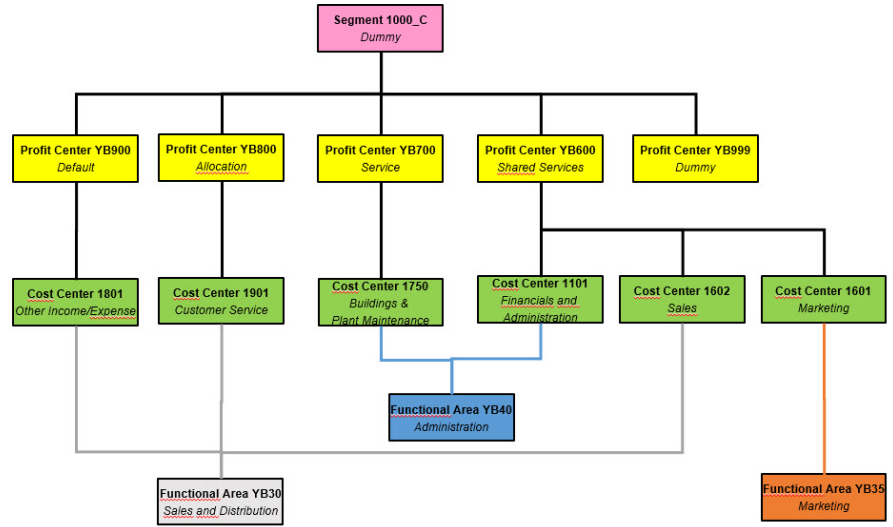 Segment 1000_C
Dummy
Profit Center YB900
Default
Profit Center YB800
Allocation
Profit Center YB700
Service
Profit Center YB600
Shared Services
Profit Center YB999
Dummy
Cost Center 1801
Other Income/Expense
Cost Center 1901
Customer Service
Cost Center 1750
Buildings &
Plant Maintenance
Cost Center 1101
Financials and
Administration
Cost Center 1602
Sales
Cost Center 1601
Marketing
Functional Area YB40
Administration
Functional Area YB30
Sales and Distribution
Functional Area YB35
Marketing